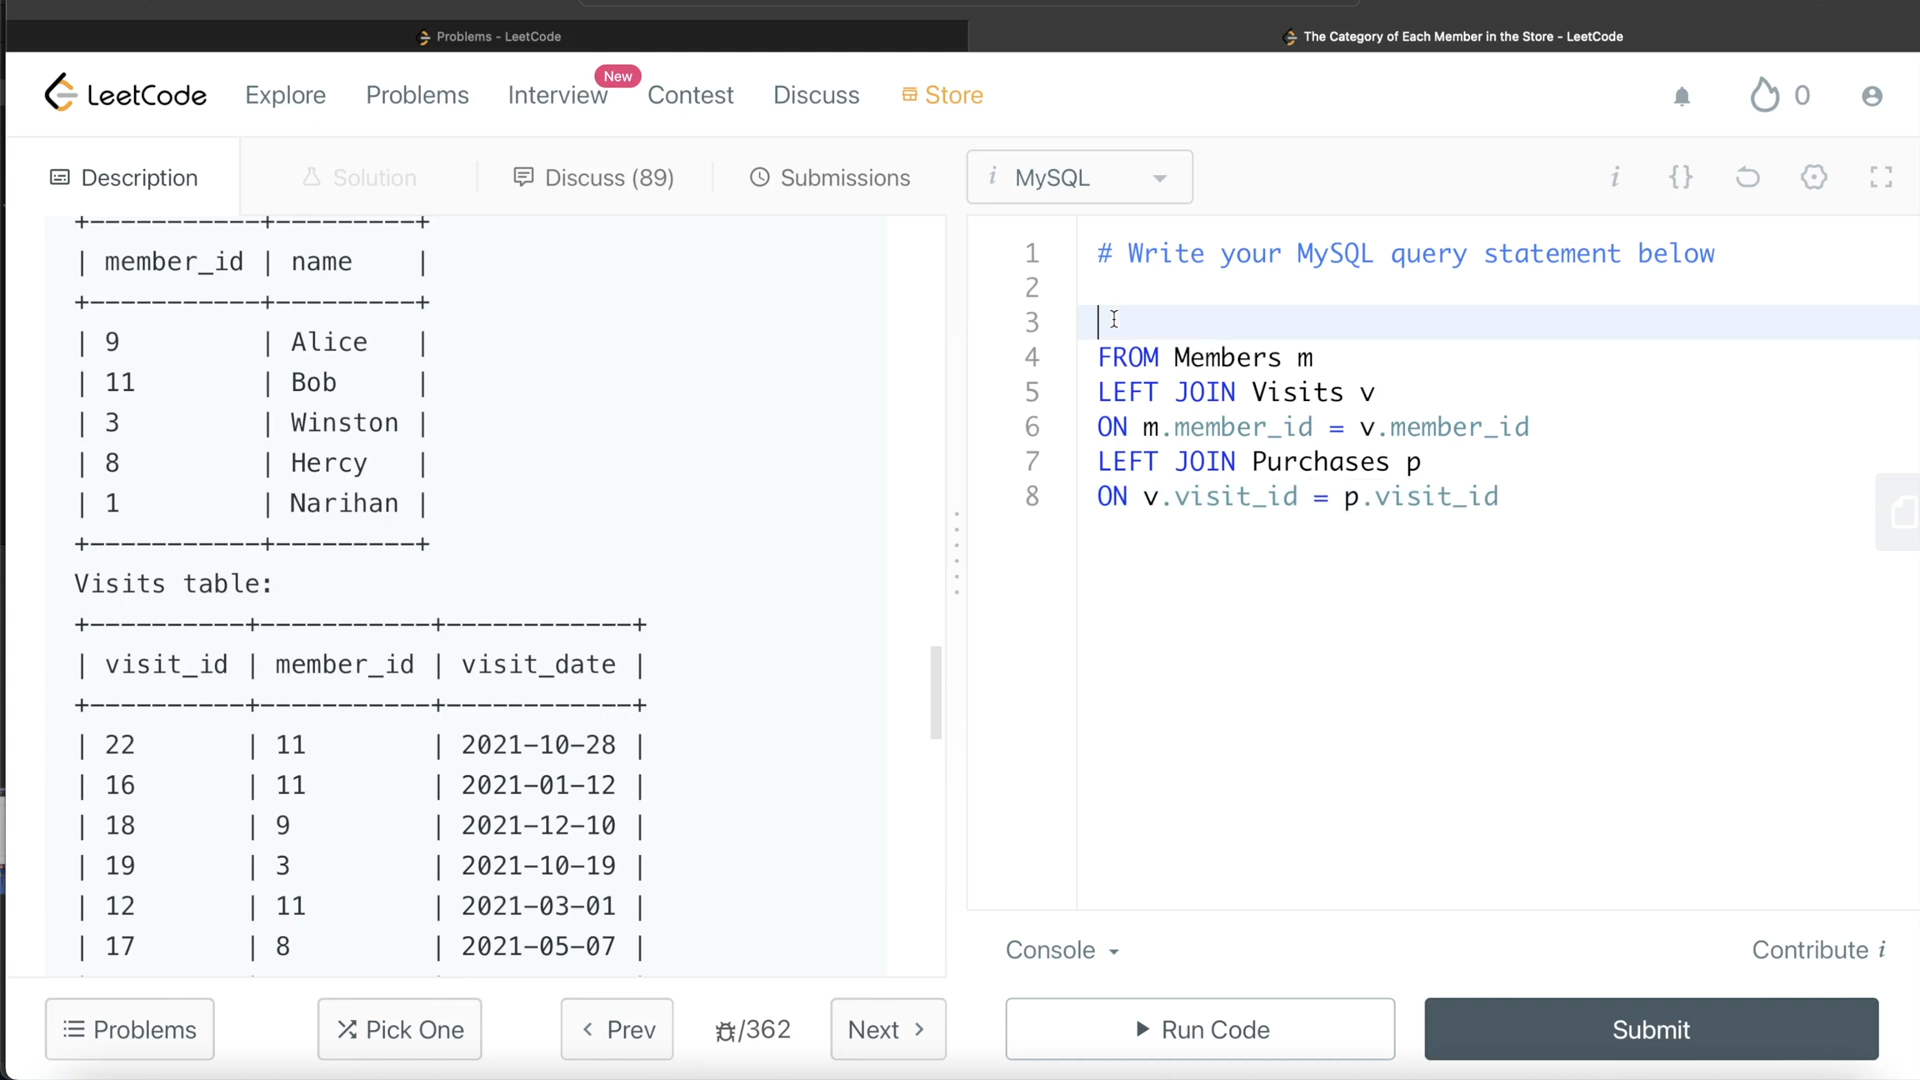 Problems - LeetCode
The Category of Each Member in the Store - LeetCode
LeetCode Explore Problems Interview New Contest Discuss Store 0
Description Solution Discuss (89) Submissions
+-----------+---------+
| member_id | name    |
+-----------+---------+
| 9         | Alice   |
| 11        | Bob     |
| 3         | Winston |
| 8         | Hercy   |
| 1         | Narihan |
+-----------+---------+
Visits table:
+----------+-----------+------------+
| visit_id | member_id | visit_date |
+----------+-----------+------------+
| 22       | 11        | 2021-10-28 |
| 16       | 11        | 2021-01-12 |
| 18       | 9         | 2021-12-10 |
| 19       | 3         | 2021-10-19 |
| 12       | 11        | 2021-03-01 |
| 17       | 8         | 2021-05-07 |
Problems Pick One < Prev /362 Next >
i MySQL i {}
1 # Write your MySQL query statement below
2
3
4 FROM Members m
5 LEFT JOIN Visits v
6 ON m.member_id = v.member_id
7 LEFT JOIN Purchases p
8 ON v.visit_id = p.visit_id
Console Contribute i
Run Code Submit